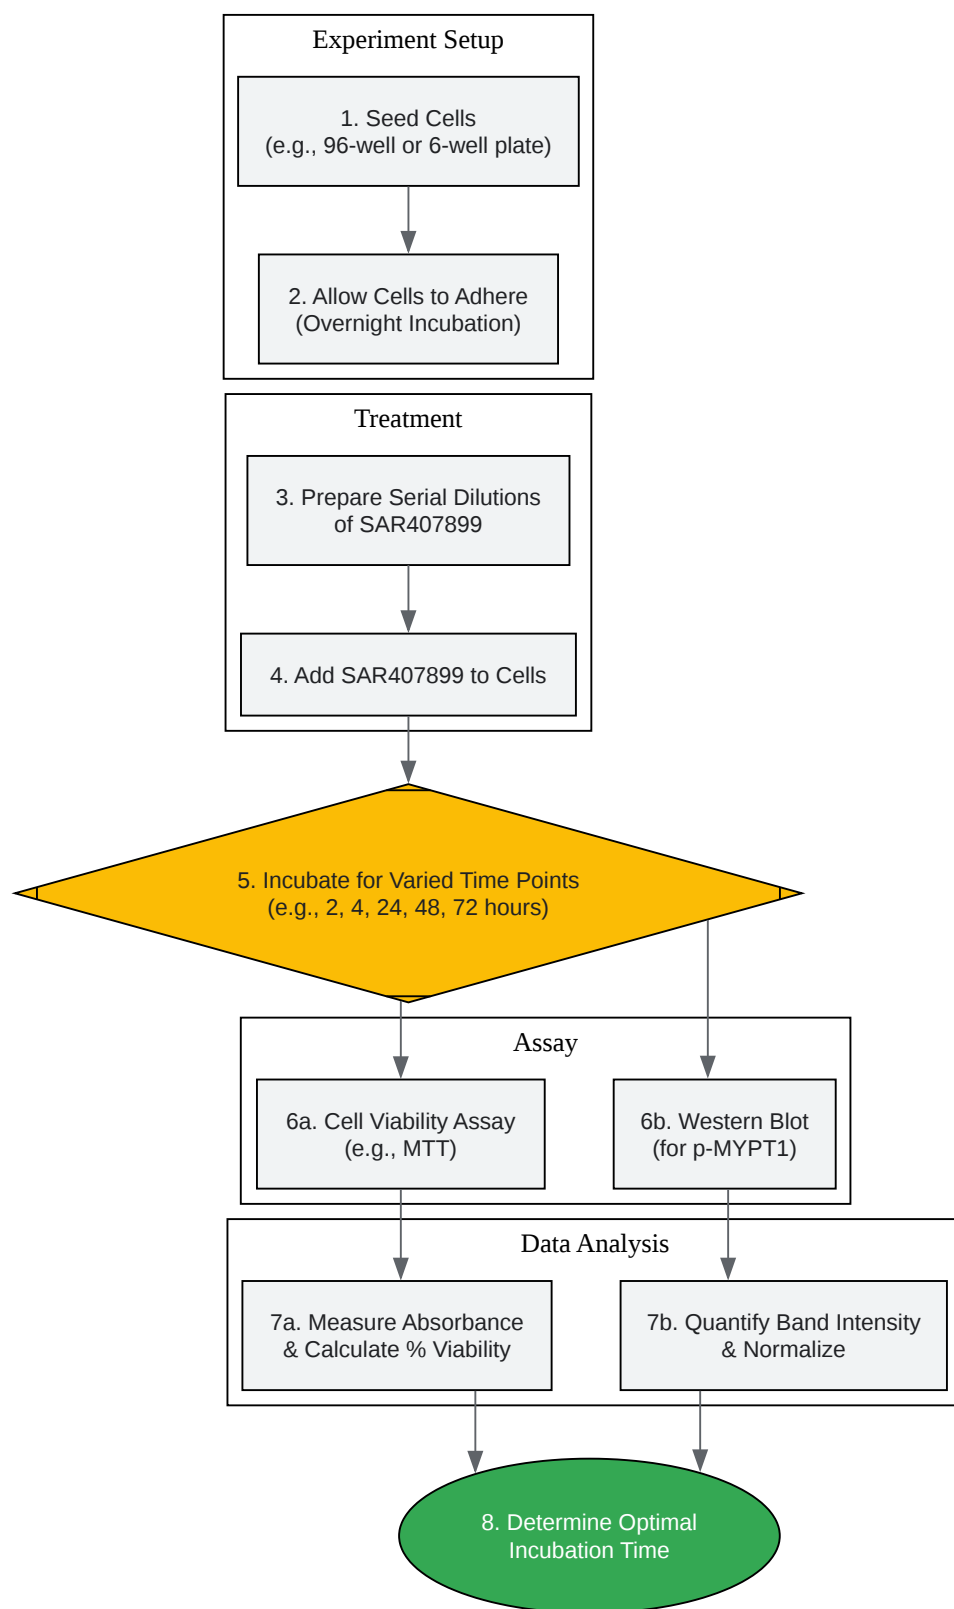 Experiment Setup
1. Seed Cells
(e.g., 96-well or 6-well plate)
2. Allow Cells to Adhere
(Overnight Incubation)
Treatment
3. Prepare Serial Dilutions
of SAR407899
4. Add SAR407899 to Cells
5. Incubate for Varied Time Points
(e.g., 2, 4, 24, 48, 72 hours)
Assay
6a. Cell Viability Assay
(e.g., MTT)
6b. Western Blot
(for p-MYPT1)
Data Analysis
7a. Measure Absorbance
& Calculate % Viability
7b. Quantify Band Intensity
& Normalize
8. Determine Optimal
Incubation Time